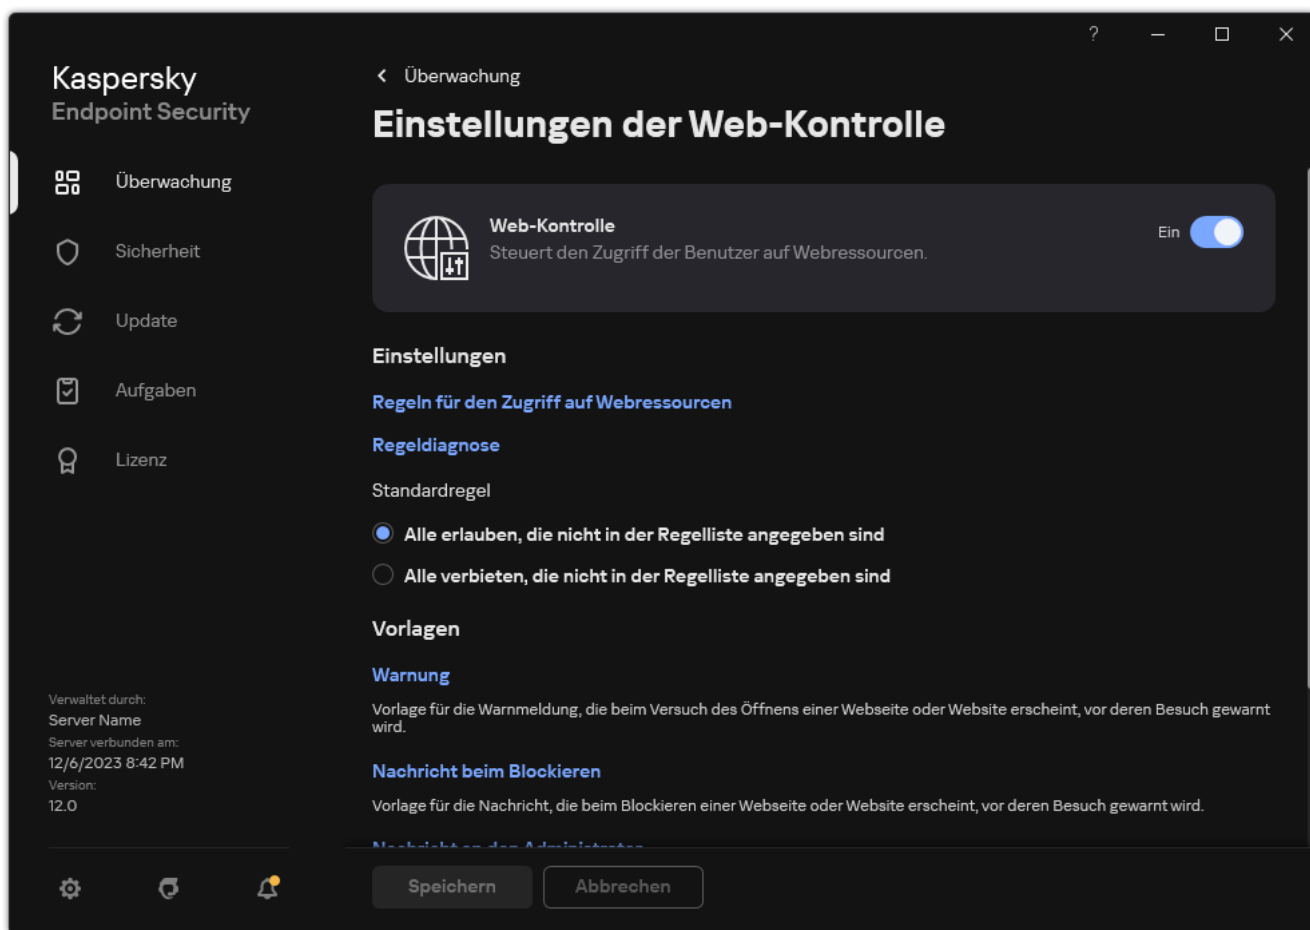 ?
Kaspersky
Endpoint Security
Überwachung
Sicherheit
Update
Aufgaben
Lizenz
Verwaltet durch:
Server Name
Server verbunden am:
12/6/2023 8:42 PM
Version:
12.0
Überwachung
Einstellungen der Web-Kontrolle
Web-Kontrolle
Steuert den Zugriff der Benutzer auf Webressourcen.
Ein
Einstellungen
Regeln für den Zugriff auf Webressourcen
Regeldiagnose
Standardregel
Alle erlauben, die nicht in der Regelliste angegeben sind
Alle verbieten, die nicht in der Regelliste angegeben sind
Vorlagen
Warnung
Vorlage für die Warnmeldung, die beim Versuch des Öffnens einer Webseite oder Website erscheint, vor deren Besuch gewarnt
wird.
Nachricht beim Blockieren
Vorlage für die Nachricht, die beim Blockieren einer Webseite oder Website erscheint, vor deren Besuch gewarnt wird.
Nachricht an den Administrator
Speichern
Abbrechen